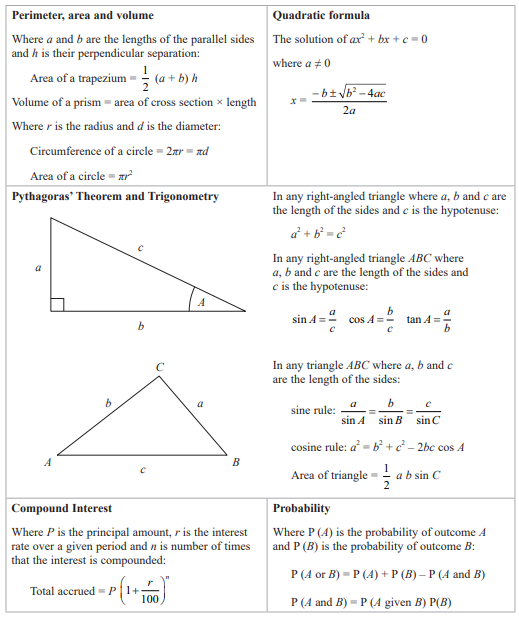 Perimeter, area and volume
Where a and b are the lengths of the parallel sides
and h is their perpendicular separation:
Area of a trapezium = 1/2 (a + b) h
Volume of a prism = area of cross section × length
Where r is the radius and d is the diameter:
Circumference of a circle = 2πr = πd
Area of a circle = πr²
Quadratic formula
The solution of ax² + bx + c = 0
where a ≠ 0
x = (−b ± √(b² − 4ac)) / 2a
Pythagoras’ Theorem and Trigonometry
c
a
A
b
C
b
a
A
B
c
In any right-angled triangle where a, b and c are
the length of the sides and c is the hypotenuse:
a² + b² = c²
In any right-angled triangle ABC where
a, b and c are the length of the sides and
c is the hypotenuse:
sin A = a/c cos A = b/c tan A = a/b
In any triangle ABC where a, b and c
are the length of the sides:
sine rule: a/sin A = b/sin B = c/sin C
cosine rule: a² = b² + c² – 2bc cos A
Area of triangle = 1/2 a b sin C
Compound Interest
Where P is the principal amount, r is the interest
rate over a given period and n is number of times
that the interest is compounded:
Total accrued = P (1 + r/100)ⁿ
Probability
Where P (A) is the probability of outcome A
and P (B) is the probability of outcome B:
P (A or B) = P (A) + P (B) – P (A and B)
P (A and B) = P (A given B) P(B)